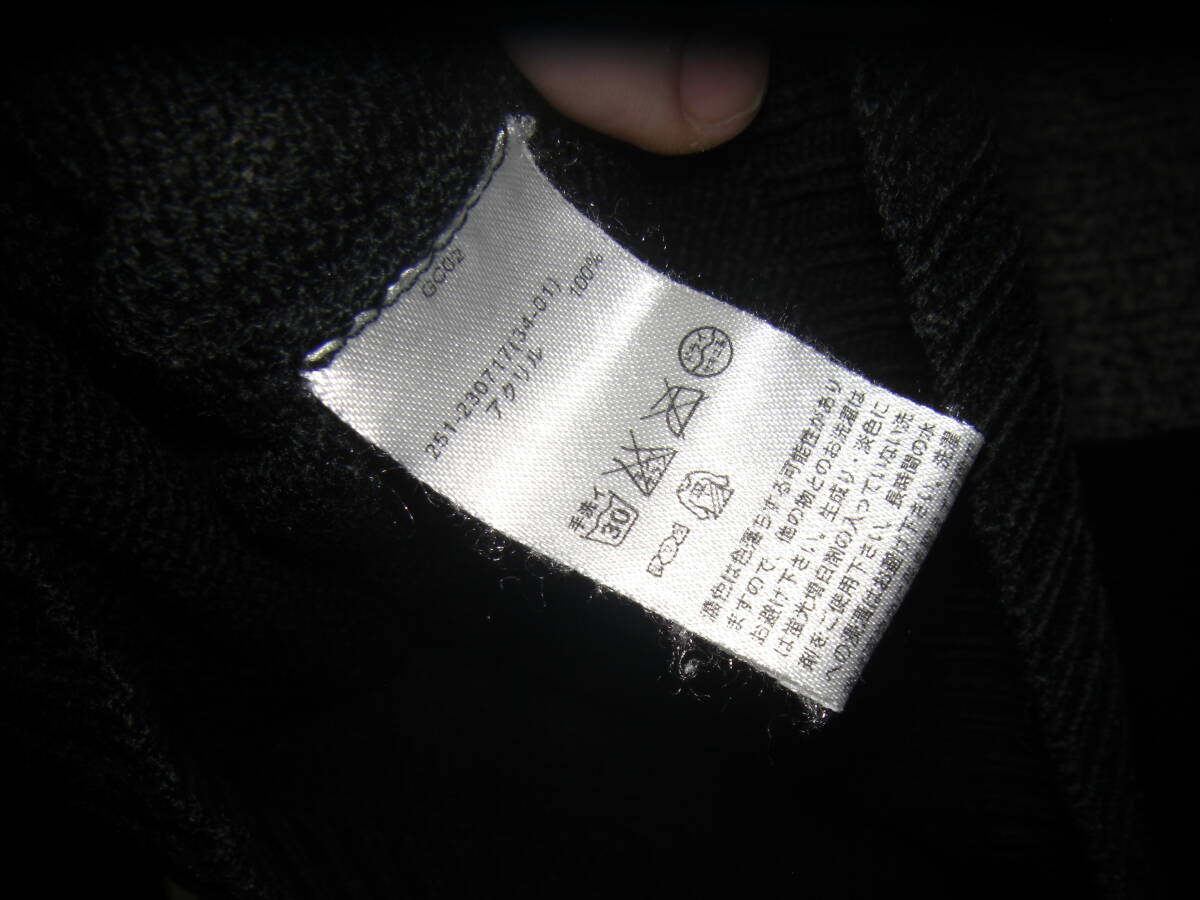 GCG2
251-230717(34-01)
アクリル 100%
手洗イ
30
濃色は色落ちする可能性があり
ますので、他の物とのお洗濯は
お避け下さい。生成り・淡色に
は蛍光増白剤の入っていない洗
剤をご使用下さい。長時間の水
への浸漬はお避け下さい。洗濯